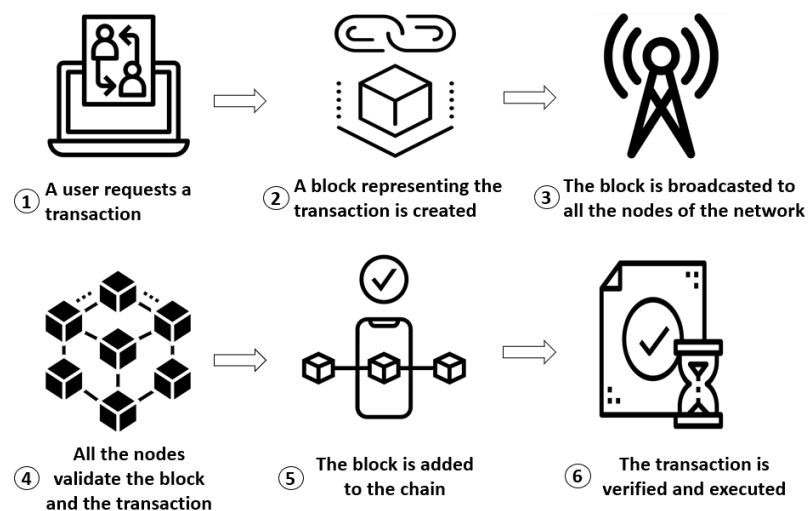 ① A user requests a
transaction
② A block representing the
transaction is created
③ The block is broadcasted to
all the nodes of the network
④ All the nodes
validate the block
and the transaction
⑤ The block is added
to the chain
⑥ The transaction is
verified and executed